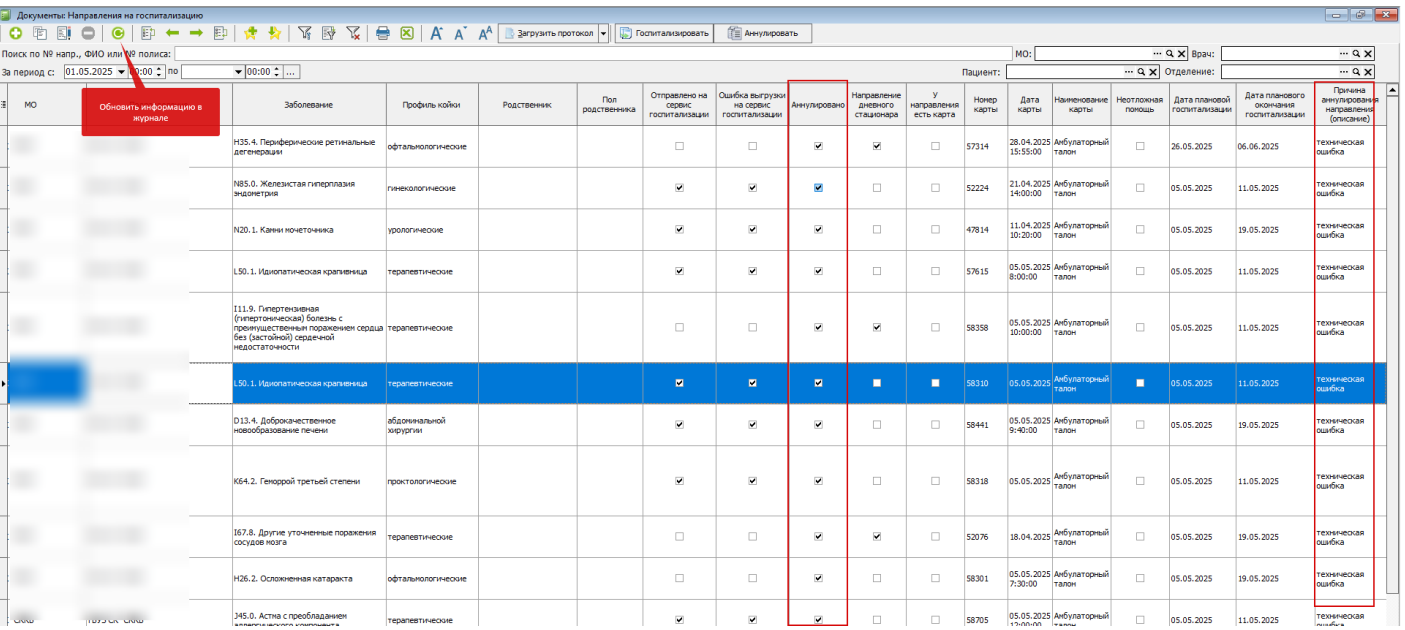 Документы: Направления на госпитализацию
Загрузить протокол
Госпитализировать
Аннулировать
Поиск по № напр., ФИО или № полиса:
МО:
Врач:
За период с: 01.05.2025 00:00 по 00:00 ...
Пациент:
Отделение:
Обновить информацию в
журнале
МО
Заболевание
Профиль койки
Родственник
Пол
родственника
Отправлено на
сервис
госпитализации
Ошибка выгрузки
на сервис
госпитализации
Аннулировано
Направление
дневного
стационара
У
направления
есть карта
Номер
карты
Дата
карты
Наименование
карты
Неотложная
помощь
Дата плановой
госпитализации
Дата планового
окончания
госпитализации
Причина
аннулирования
направления
(описание)
H35.4. Периферические ретинальные
дегенерации
офтальмологические
57314
28.04.2025
15:55:00
Амбулаторный
талон
26.05.2025
06.06.2025
техническая
ошибка
N85.0. Железистая гиперплазия
эндометрия
гинекологические
52224
21.04.2025
14:00:00
Амбулаторный
талон
05.05.2025
11.05.2025
техническая
ошибка
N20.1. Камни мочеточника
урологические
47814
11.04.2025
10:20:00
Амбулаторный
талон
05.05.2025
19.05.2025
техническая
ошибка
L50.1. Идиопатическая крапивница
терапевтические
57615
05.05.2025
8:00:00
Амбулаторный
талон
05.05.2025
11.05.2025
техническая
ошибка
I11.9. Гипертензивная
(гипертоническая) болезнь с
преимущественным поражением сердца
без (застойной) сердечной
недостаточности
терапевтические
58358
05.05.2025
10:00:00
Амбулаторный
талон
05.05.2025
11.05.2025
техническая
ошибка
L50.1. Идиопатическая крапивница
терапевтические
58310
05.05.2025
Амбулаторный
талон
05.05.2025
11.05.2025
техническая
ошибка
D13.4. Доброкачественное
новообразование печени
абдоминальной
хирургии
58441
05.05.2025
9:40:00
Амбулаторный
талон
05.05.2025
19.05.2025
техническая
ошибка
K64.2. Геморрой третьей степени
проктологические
58318
05.05.2025
Амбулаторный
талон
05.05.2025
11.05.2025
техническая
ошибка
I67.8. Другие уточненные поражения
сосудов мозга
терапевтические
52076
18.04.2025
Амбулаторный
талон
05.05.2025
19.05.2025
техническая
ошибка
H26.2. Осложненная катаракта
офтальмологические
58301
05.05.2025
7:30:00
Амбулаторный
талон
05.05.2025
19.05.2025
техническая
ошибка
J45.0. Астма с преобладанием
аллергического компонента
терапевтические
58705
05.05.2025
12:00:00
Амбулаторный
талон
05.05.2025
11.05.2025
техническая
ошибка